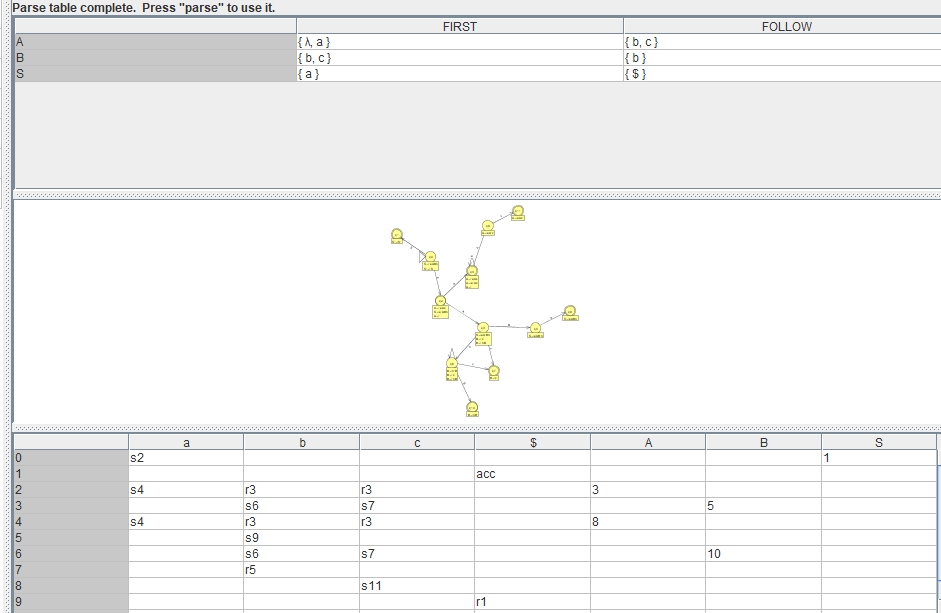 Parse table complete. Press "parse" to use it.
FIRST FOLLOW
A { λ, a } { b, c }
B { b, c } { b }
S { a } { $ }
a b c $ A B S
0 s2 1
1 acc
2 s4 r3 r3 3
3 s6 s7 5
4 s4 r3 r3 8
5 s9
6 s6 s7 10
7 r5
8 s11
9 r1